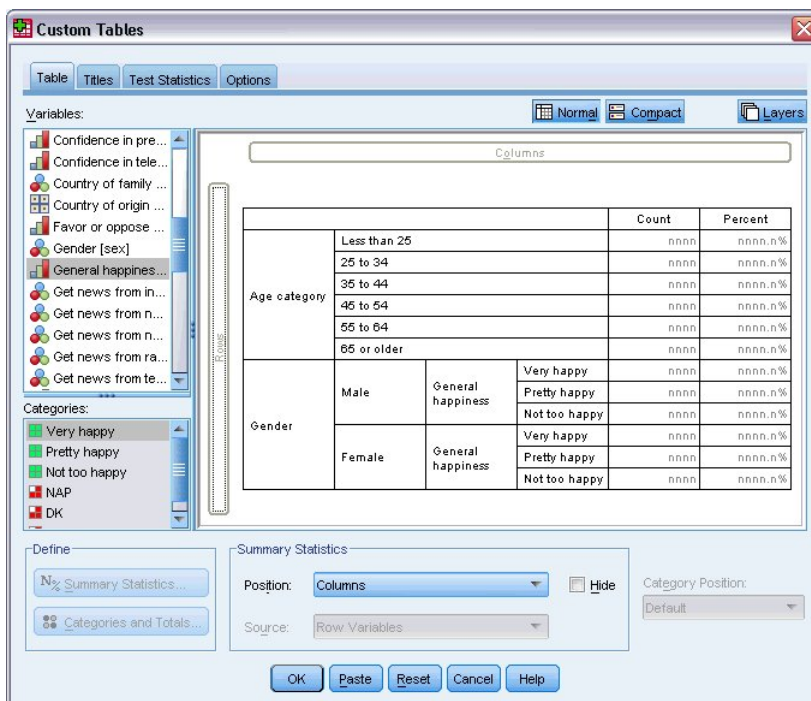 Custom Tables
Table Titles Test Statistics Options
Variables:
Normal Compact Layers
Confidence in pre...
Confidence in tele...
Country of family ...
Country of origin ...
Favor or oppose ...
Gender [sex]
General happines...
Get news from in...
Get news from n...
Get news from n...
Get news from ra...
Get news from te...
Categories:
Very happy
Pretty happy
Not too happy
NAP
DK
Columns
Rows
Count Percent
Age category
Less than 25 nnnn nnnn.n%
25 to 34 nnnn nnnn.n%
35 to 44 nnnn nnnn.n%
45 to 54 nnnn nnnn.n%
55 to 64 nnnn nnnn.n%
65 or older nnnn nnnn.n%
Gender
Male
General
happiness
Very happy nnnn nnnn.n%
Pretty happy nnnn nnnn.n%
Not too happy nnnn nnnn.n%
Female
General
happiness
Very happy nnnn nnnn.n%
Pretty happy nnnn nnnn.n%
Not too happy nnnn nnnn.n%
Define
N% Summary Statistics...
Categories and Totals...
Summary Statistics
Position: Columns Hide
Source: Row Variables
Category Position:
Default
OK Paste Reset Cancel Help